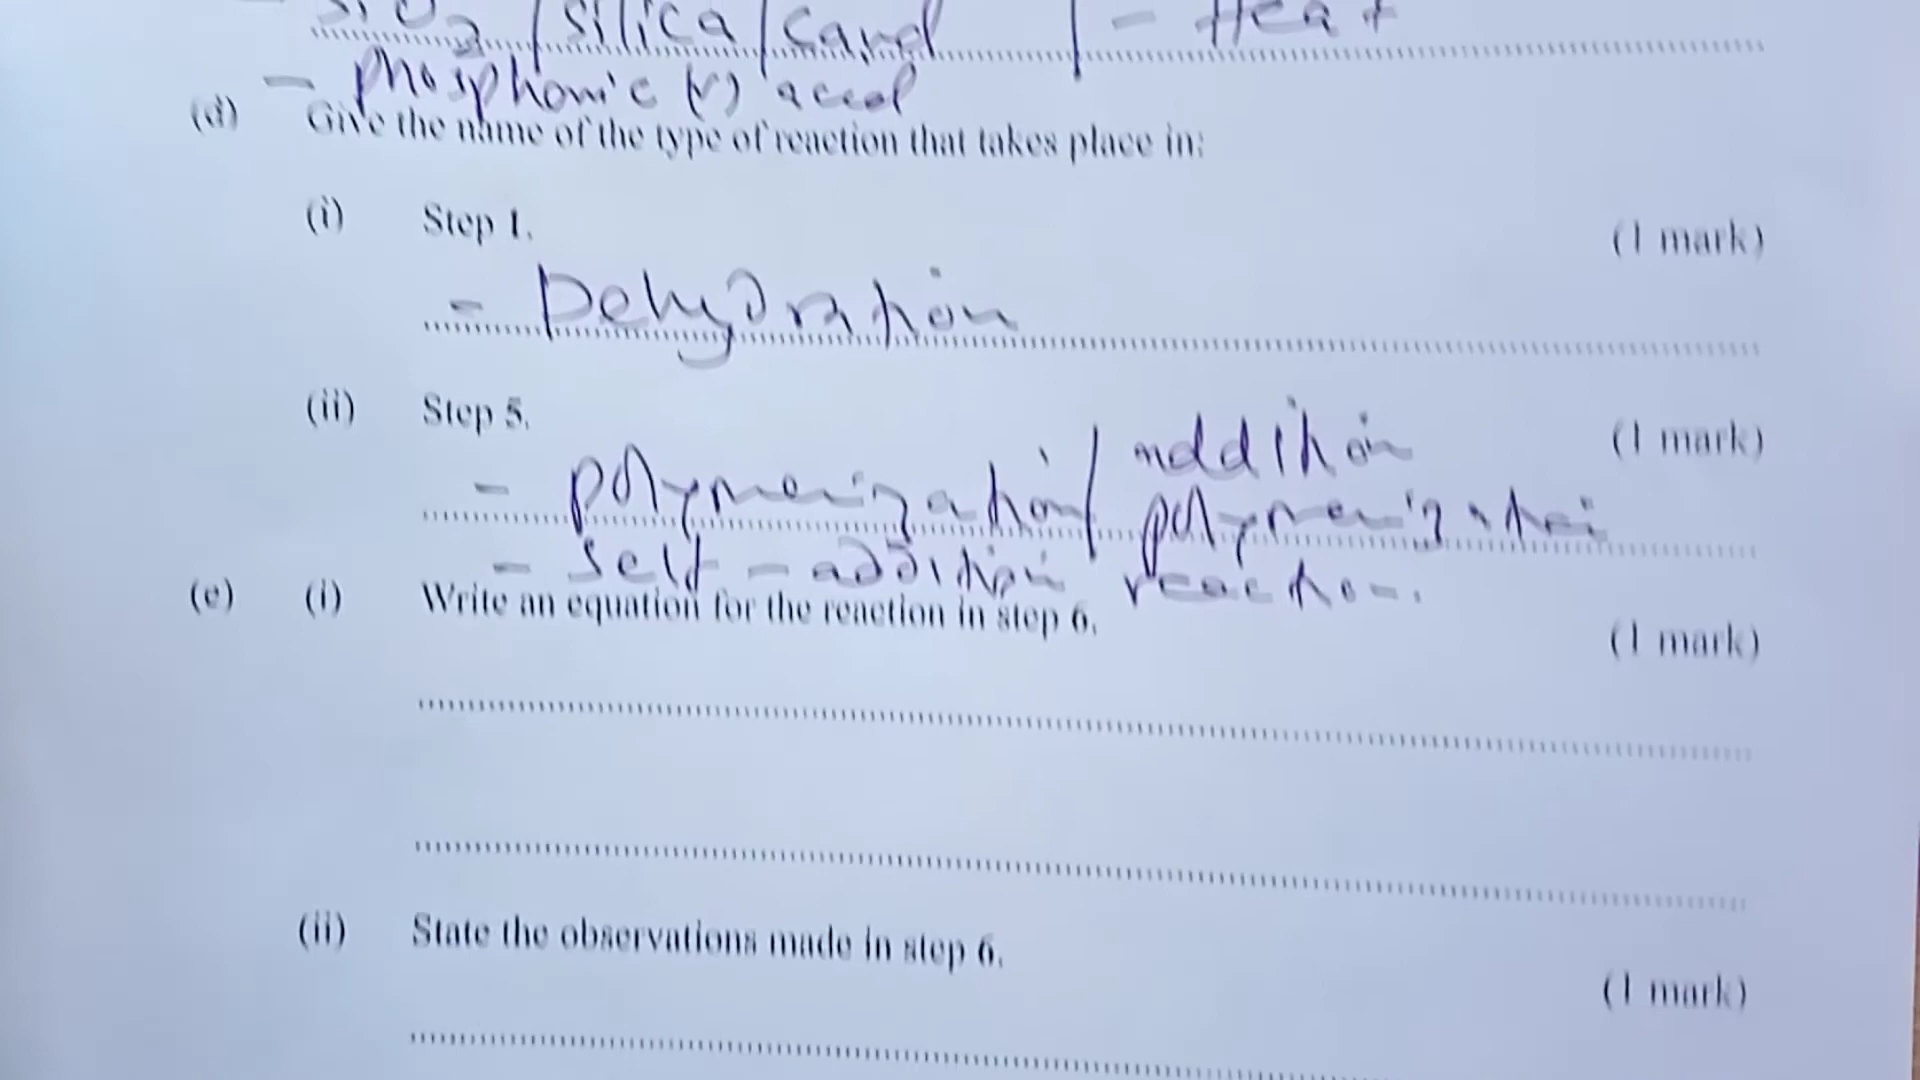 - SiO2 / silica / sand / - Heat
- phosphoric (v) acid
(d) Give the name of the type of reaction that takes place in:
(i) Step 1. (1 mark)
- Dehydration
(ii) Step 5. (1 mark)
- polymerization / addition polymerization
- self - addition reaction.
(e) (i) Write an equation for the reaction in step 6. (1 mark)
(ii) State the observations made in step 6. (1 mark)